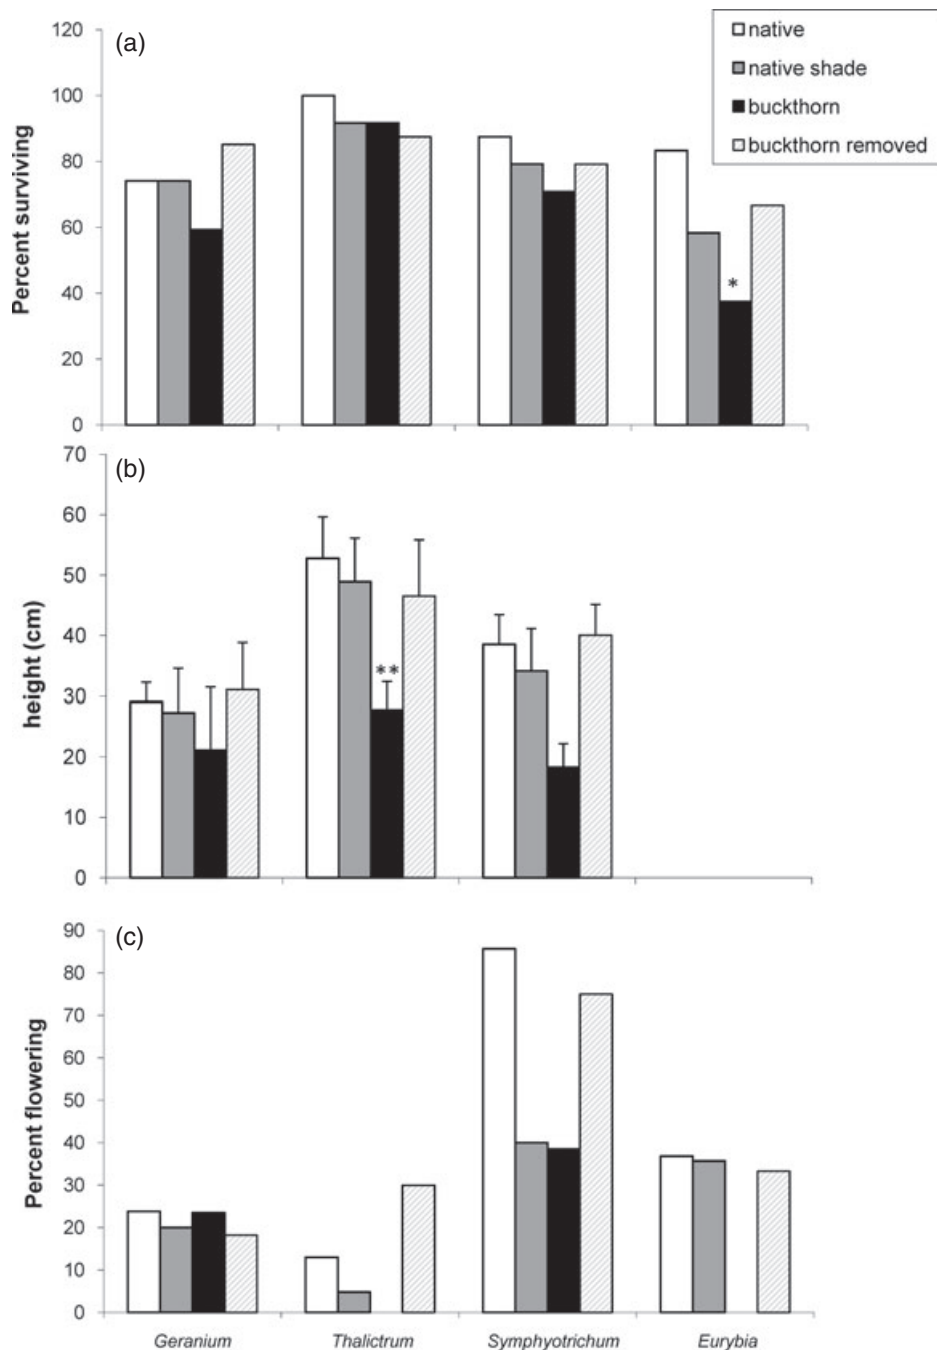 (a)
native
native shade
buckthorn
buckthorn removed
Percent surviving
120
100
80
60
40
20
0
*
(b)
height (cm)
70
60
50
40
30
20
10
0
**
(c)
Percent flowering
90
80
70
60
50
40
30
20
10
0
Geranium Thalictrum Symphyotrichum Eurybia